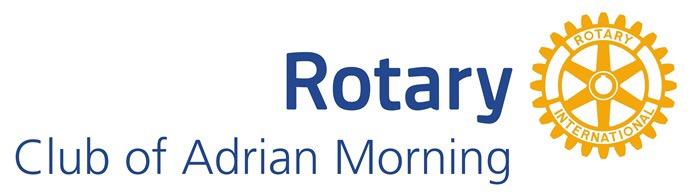 Rotary
Club of Adrian Morning
ROTARY
INTERNATIONAL